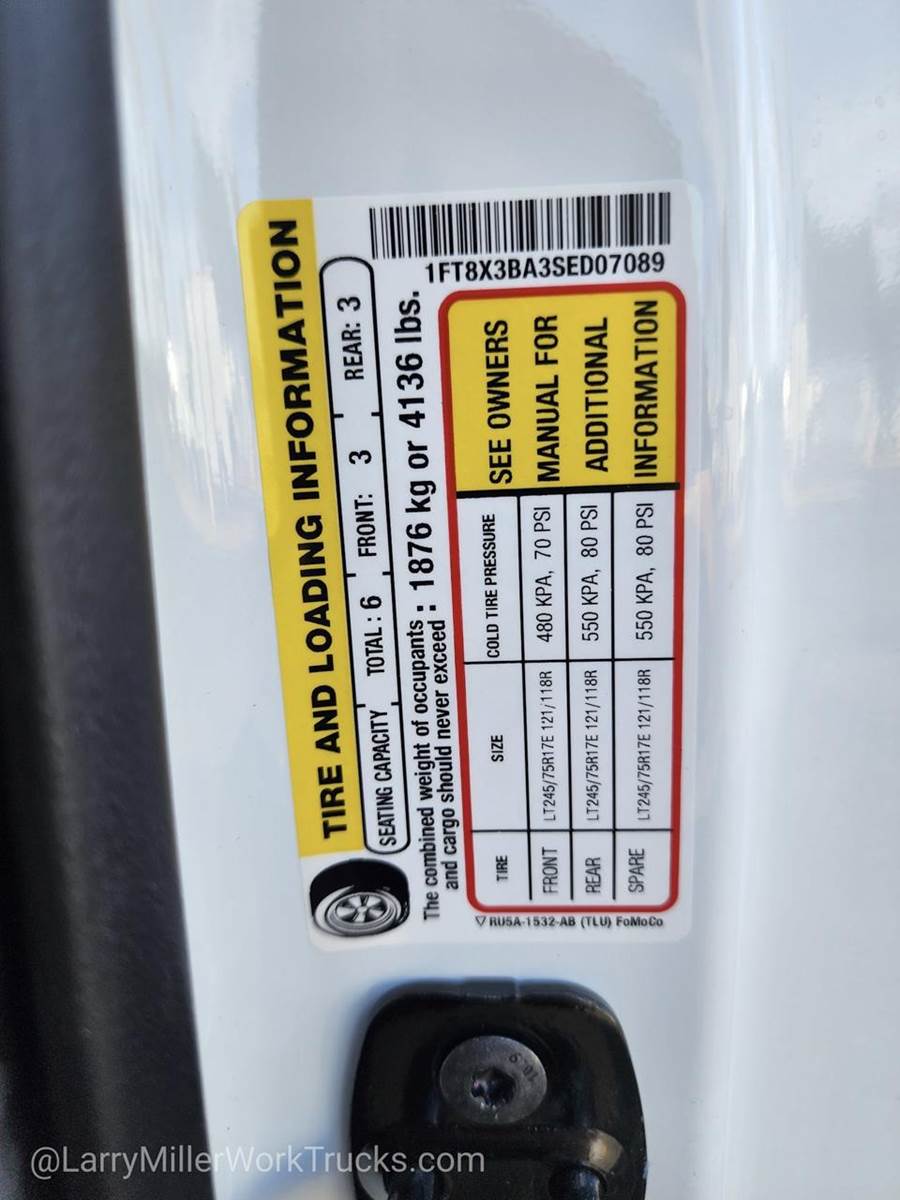 TIRE AND LOADING INFORMATION
SEATING CAPACITY TOTAL : 6 FRONT: 3 REAR: 3
The combined weight of occupants : 1876 kg or 4136 lbs.
and cargo should never exceed :
1FT8X3BA3SED07089
TIRE SIZE COLD TIRE PRESSURE
FRONT LT245/75R17E 121/118R 480 KPA, 70 PSI
REAR LT245/75R17E 121/118R 550 KPA, 80 PSI
SPARE LT245/75R17E 121/118R 550 KPA, 80 PSI
SEE OWNERS
MANUAL FOR
ADDITIONAL
INFORMATION
RU5A-1532-AB (TLU) FoMoCo
@LarryMillerWorkTrucks.com